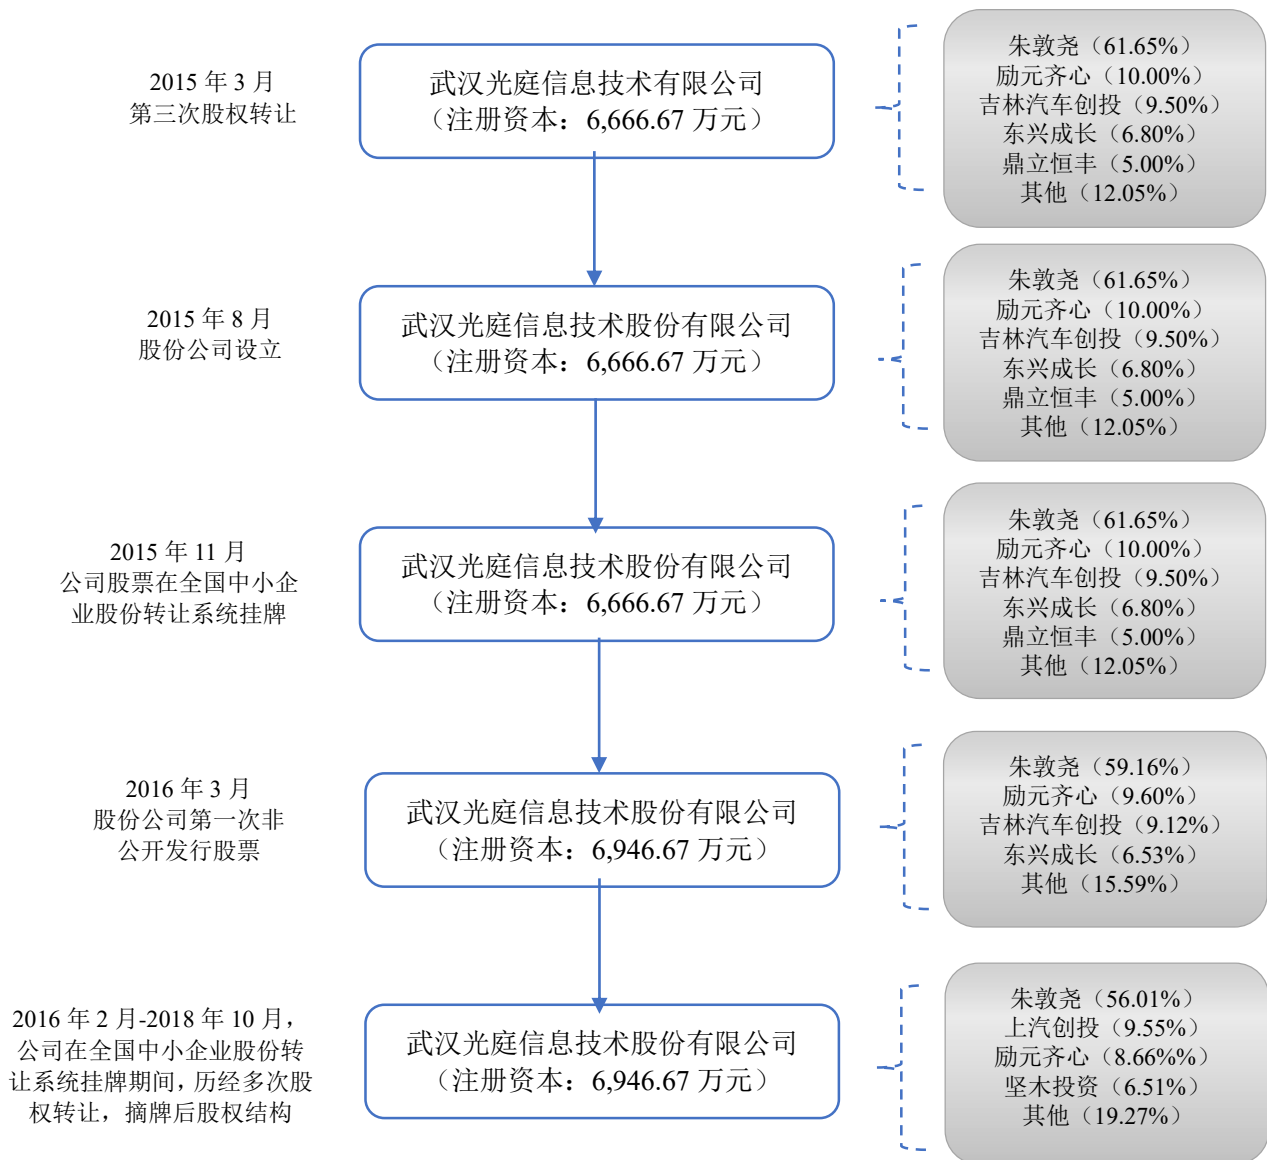 2015 年 3 月
第三次股权转让
武汉光庭信息技术有限公司
（注册资本：6,666.67 万元）
朱敦尧（61.65%）
励元齐心（10.00%）
吉林汽车创投（9.50%）
东兴成长（6.80%）
鼎立恒丰（5.00%）
其他（12.05%）
2015 年 8 月
股份公司设立
武汉光庭信息技术股份有限公司
（注册资本：6,666.67 万元）
朱敦尧（61.65%）
励元齐心（10.00%）
吉林汽车创投（9.50%）
东兴成长（6.80%）
鼎立恒丰（5.00%）
其他（12.05%）
2015 年 11 月
公司股票在全国中小企
业股份转让系统挂牌
武汉光庭信息技术股份有限公司
（注册资本：6,666.67 万元）
朱敦尧（61.65%）
励元齐心（10.00%）
吉林汽车创投（9.50%）
东兴成长（6.80%）
鼎立恒丰（5.00%）
其他（12.05%）
2016 年 3 月
股份公司第一次非
公开发行股票
武汉光庭信息技术股份有限公司
（注册资本：6,946.67 万元）
朱敦尧（59.16%）
励元齐心（9.60%）
吉林汽车创投（9.12%）
东兴成长（6.53%）
其他（15.59%）
2016 年 2 月-2018 年 10 月，
公司在全国中小企业股份转
让系统挂牌期间，历经多次股
权转让，摘牌后股权结构
武汉光庭信息技术股份有限公司
（注册资本：6,946.67 万元）
朱敦尧（56.01%）
上汽创投（9.55%）
励元齐心（8.66%%）
坚木投资（6.51%）
其他（19.27%）